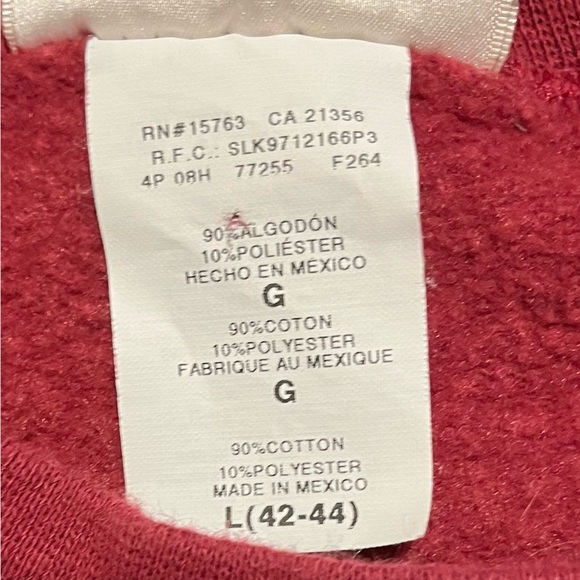 RN#15763 CA 21356
R.F.C.: SLK9712166P3
4P 08H 77255 F264
90%ALGODÓN
10%POLIÉSTER
HECHO EN MÉXICO
G
90%COTON
10%POLYESTER
FABRIQUE AU MEXIQUE
G
90%COTTON
10%POLYESTER
MADE IN MEXICO
L(42-44)